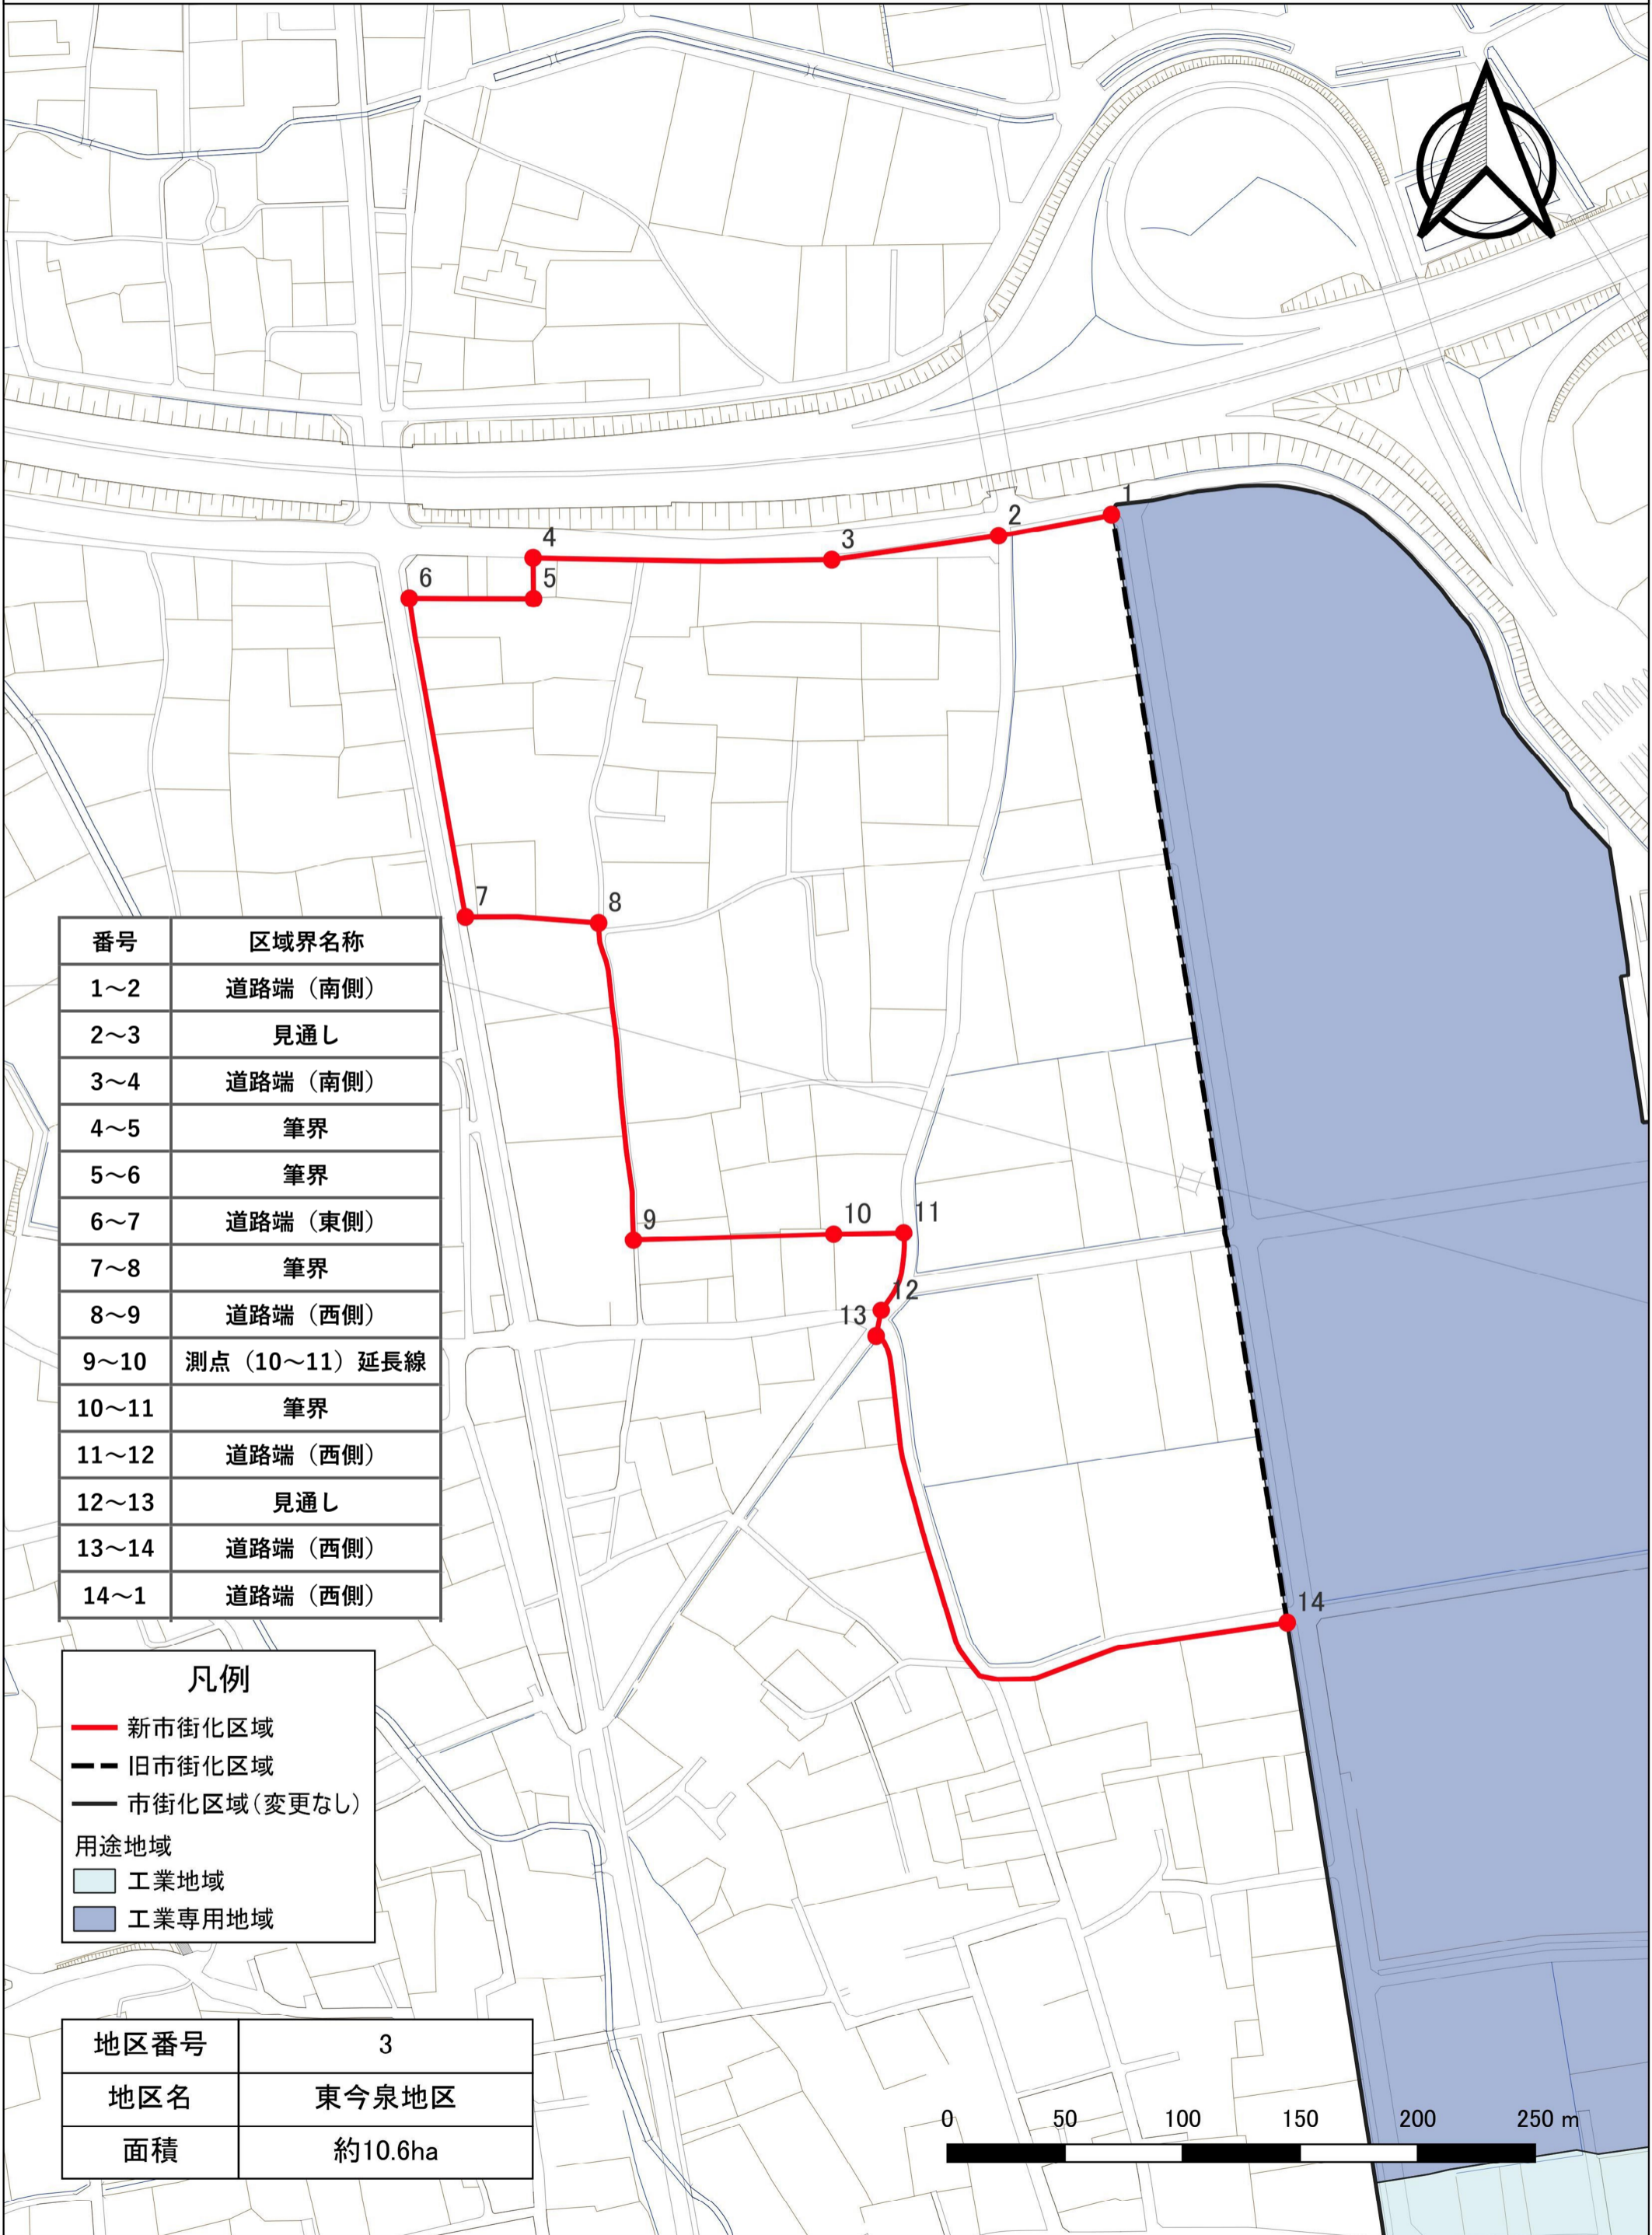 1
2
3
4
5
6
7
8
9
10
11
12
13
14
番号 区域界名称
1～2 道路端（南側）
2～3 見通し
3～4 道路端（南側）
4～5 筆界
5～6 筆界
6～7 道路端（東側）
7～8 筆界
8～9 道路端（西側）
9～10 測点（10～11）延長線
10～11 筆界
11～12 道路端（西側）
12～13 見通し
13～14 道路端（西側）
14～1 道路端（西側）
凡例
新市街化区域
旧市街化区域
市街化区域（変更なし）
用途地域
工業地域
工業専用地域
地区番号 3
地区名 東今泉地区
面積 約10.6ha
0 50 100 150 200 250 m